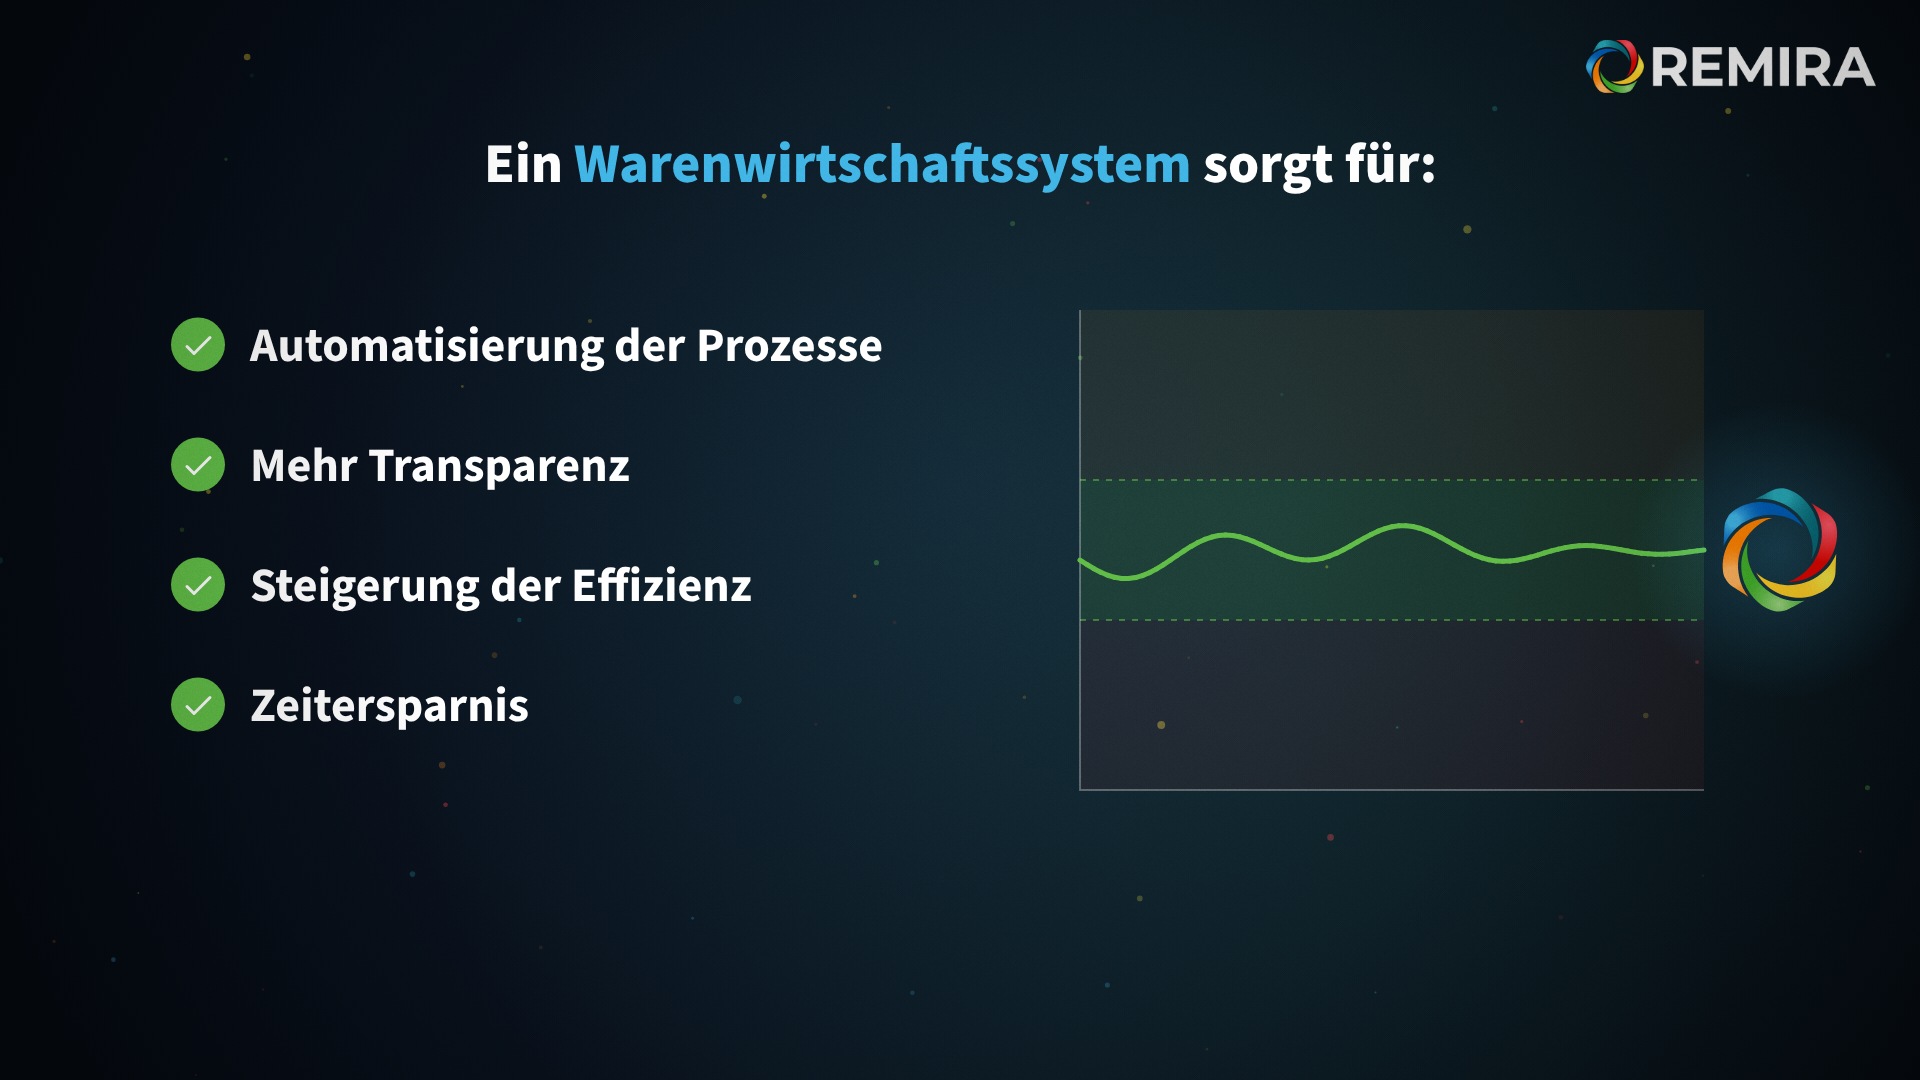 REMIRA
Ein Warenwirtschaftssystem sorgt für:
Automatisierung der Prozesse
Mehr Transparenz
Steigerung der Effizienz
Zeitersparnis